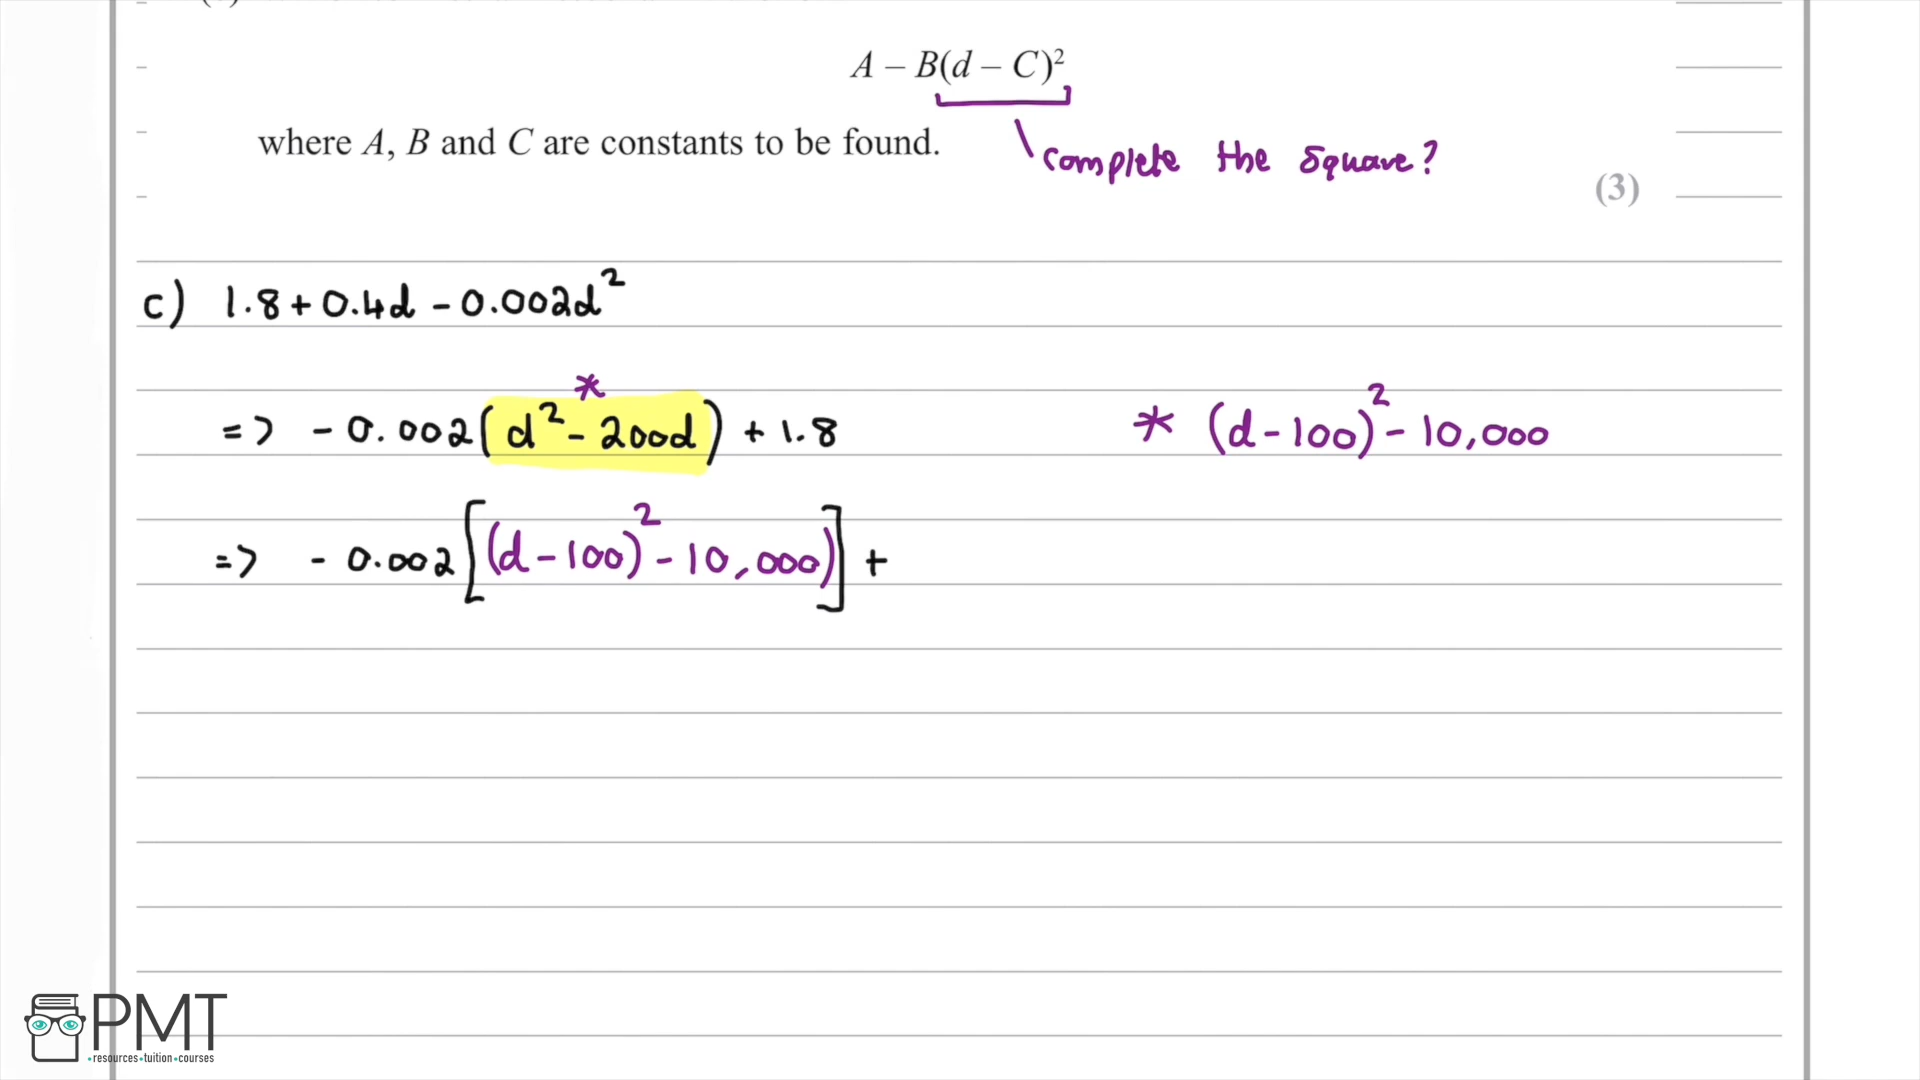 A – B(d – C)²
where A, B and C are constants to be found.
complete the square?
(3)
c) 1.8 + 0.4d - 0.002d²
*
=> - 0.002 (d² - 200d) + 1.8
* (d - 100)² - 10,000
=> - 0.002 [(d - 100)² - 10,000)] +
PMT
•resources•tuition•courses